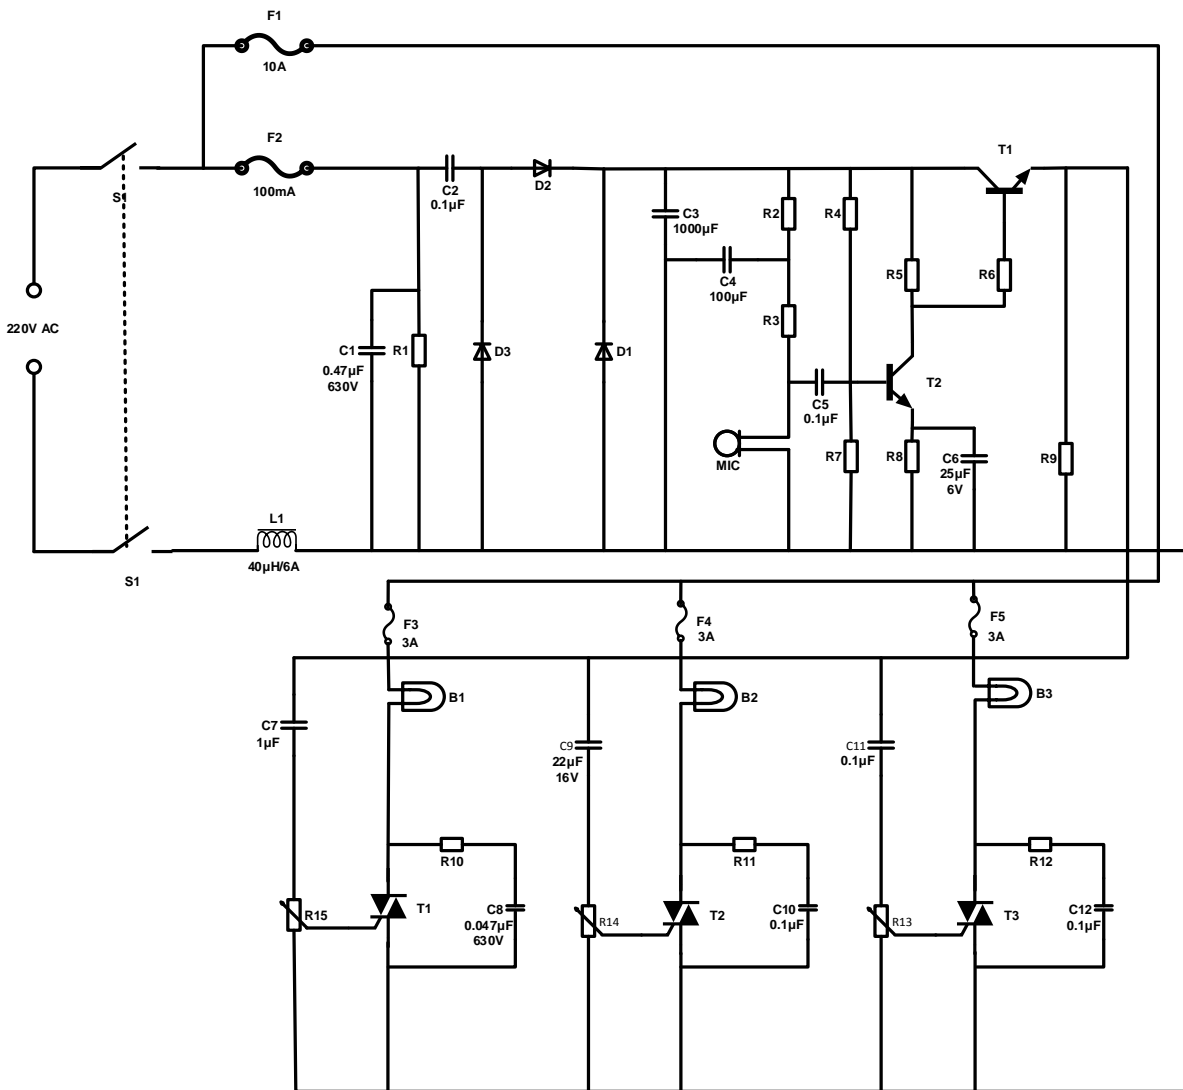 F1
10A
F2
100mA
S1
220V AC
C2
0.1µF
D2
T1
C3
1000µF
R2
R4
C4
100µF
R5
R6
R3
C1
0.47µF
630V
R1
D3
D1
C5
0.1µF
T2
MIC
R7
R8
C6
25µF
6V
R9
L1
40µH/6A
S1
F3
3A
F4
3A
F5
3A
B1
B2
B3
C7
1µF
C9
22µF
16V
C11
0.1µF
R10
R11
R12
R15
T1
C8
0.047µF
630V
R14
T2
C10
0.1µF
R13
T3
C12
0.1µF